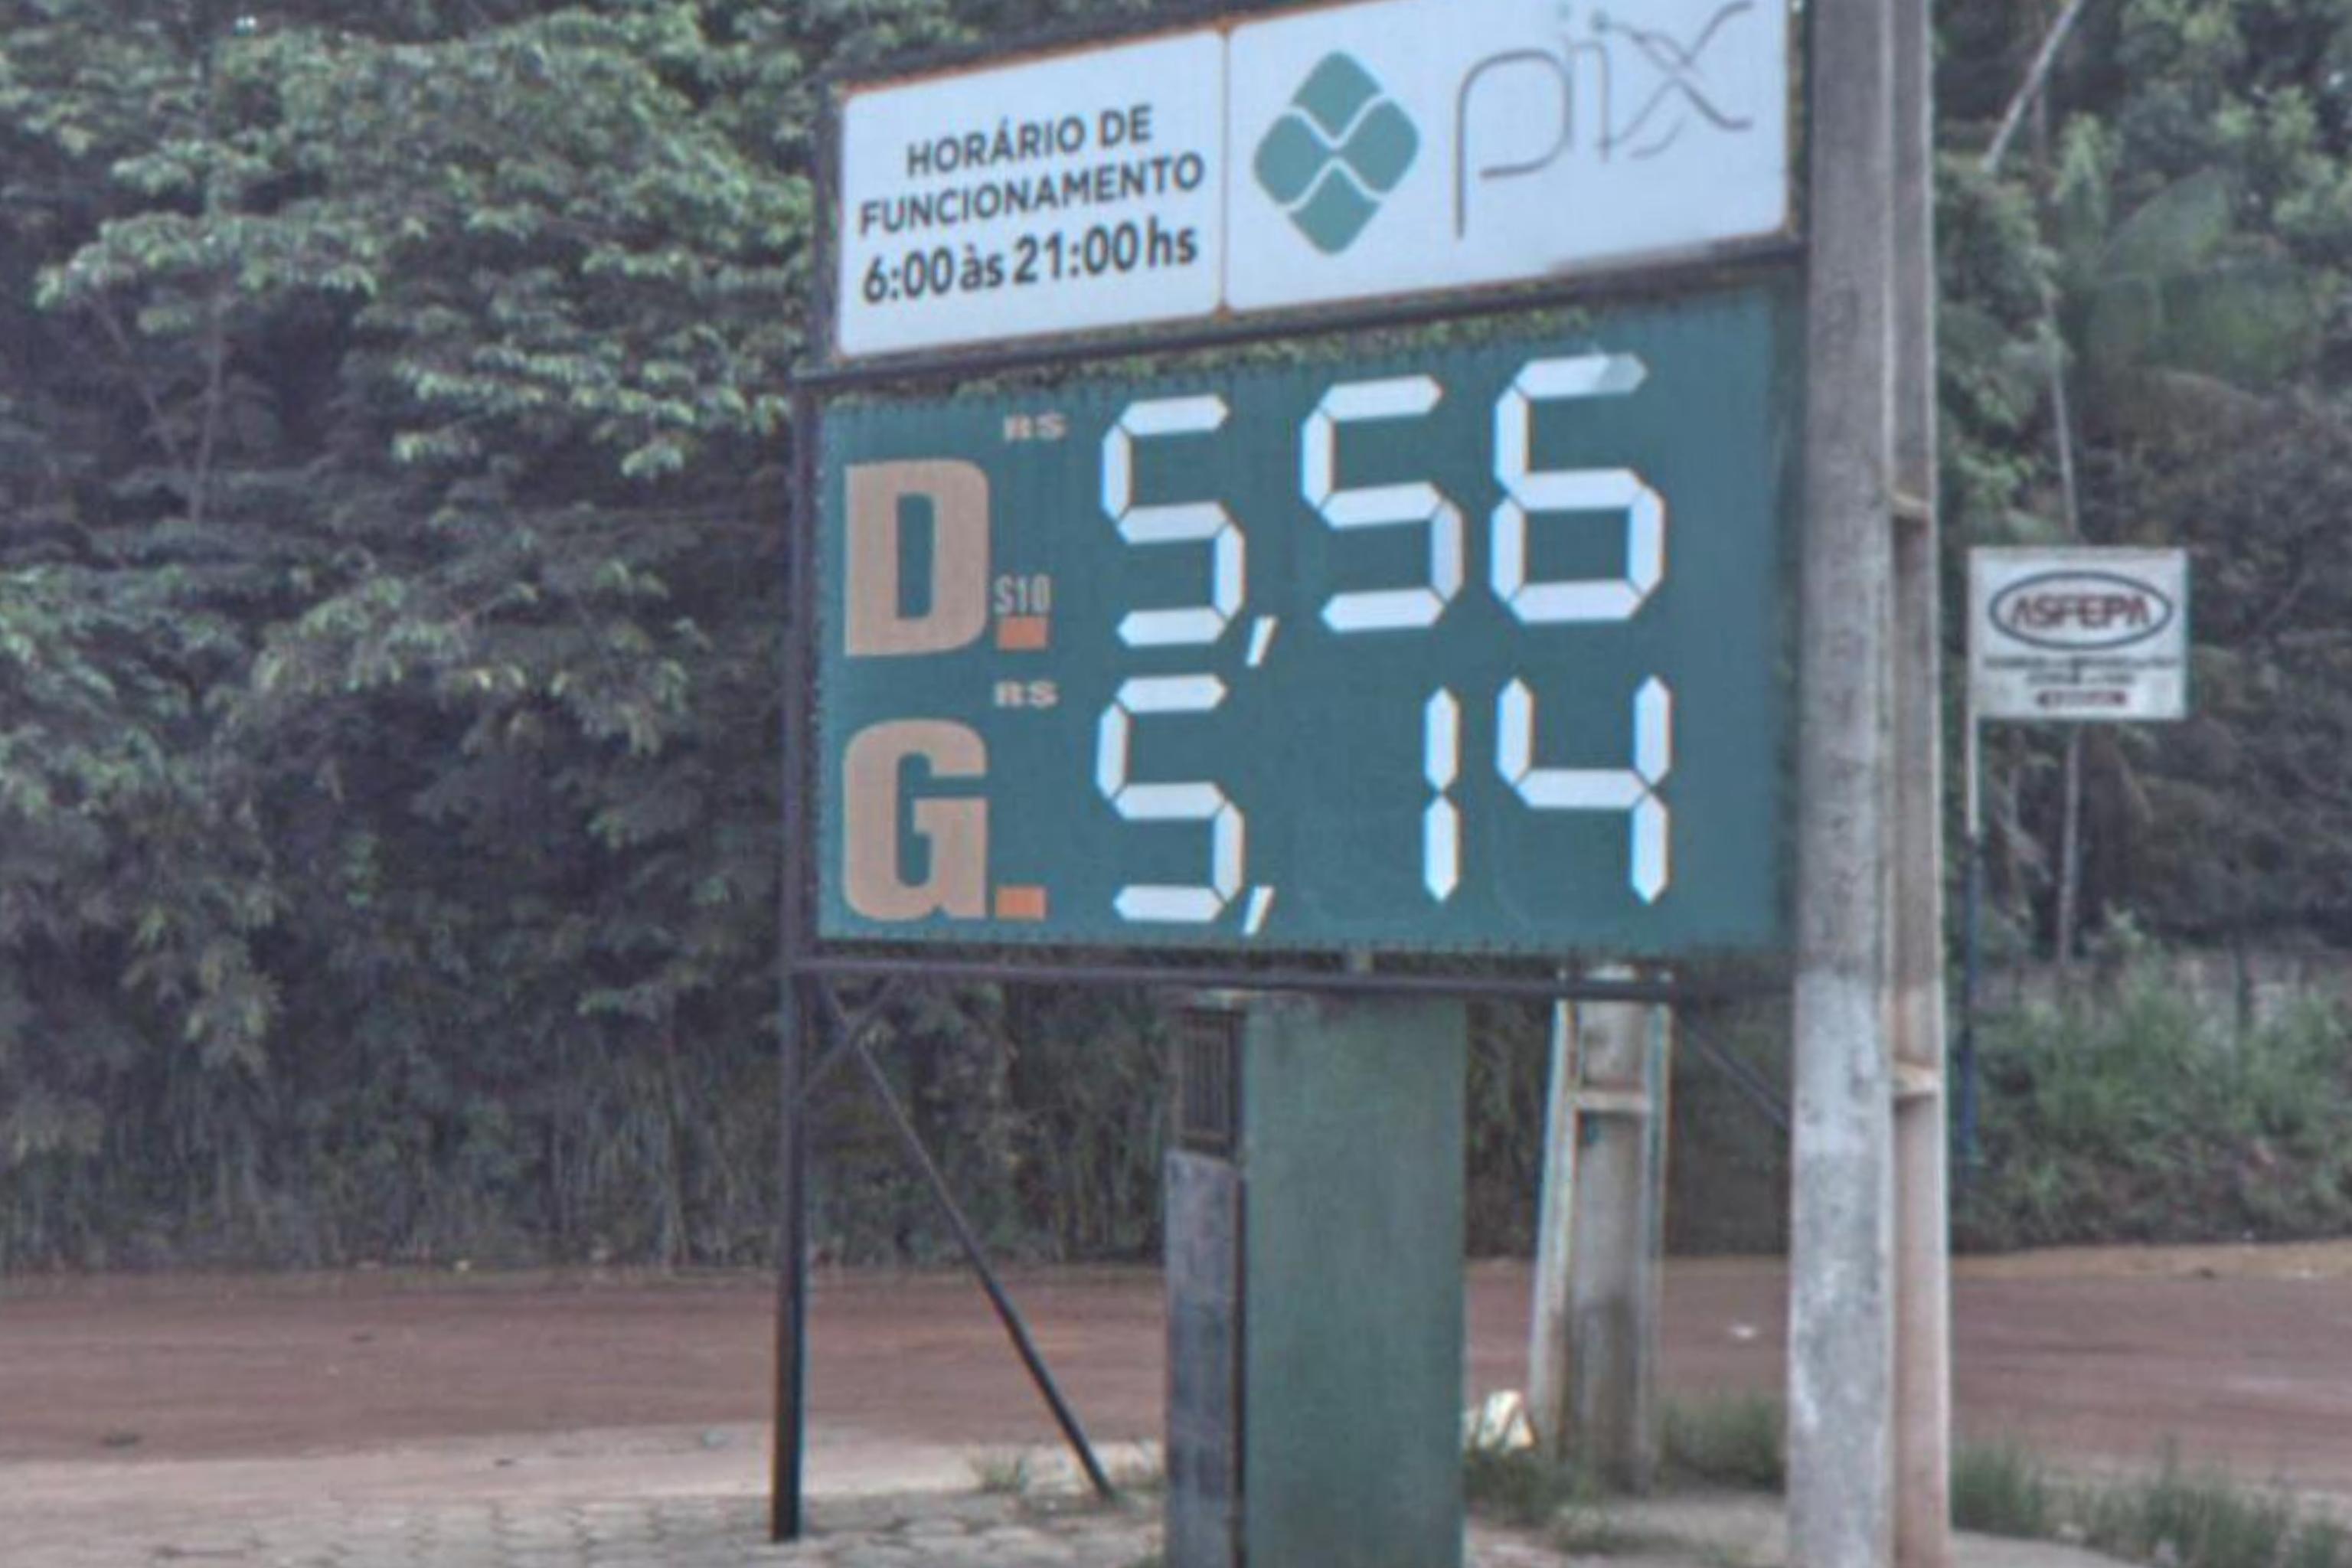 HORÁRIO DE
FUNCIONAMENTO
6:00 às 21:00 hs
pix
R$
D. S10 5,56
R$
G. 5,14
ASFEPA